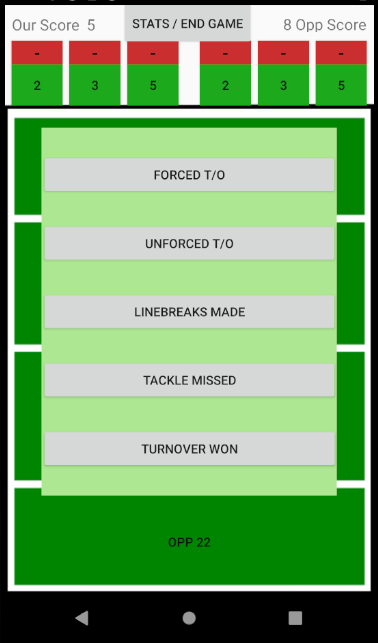 Our Score 5
STATS / END GAME
8 Opp Score
- - - - - -
2 3 5 2 3 5
FORCED T/O
UNFORCED T/O
LINEBREAKS MADE
TACKLE MISSED
TURNOVER WON
OPP 22